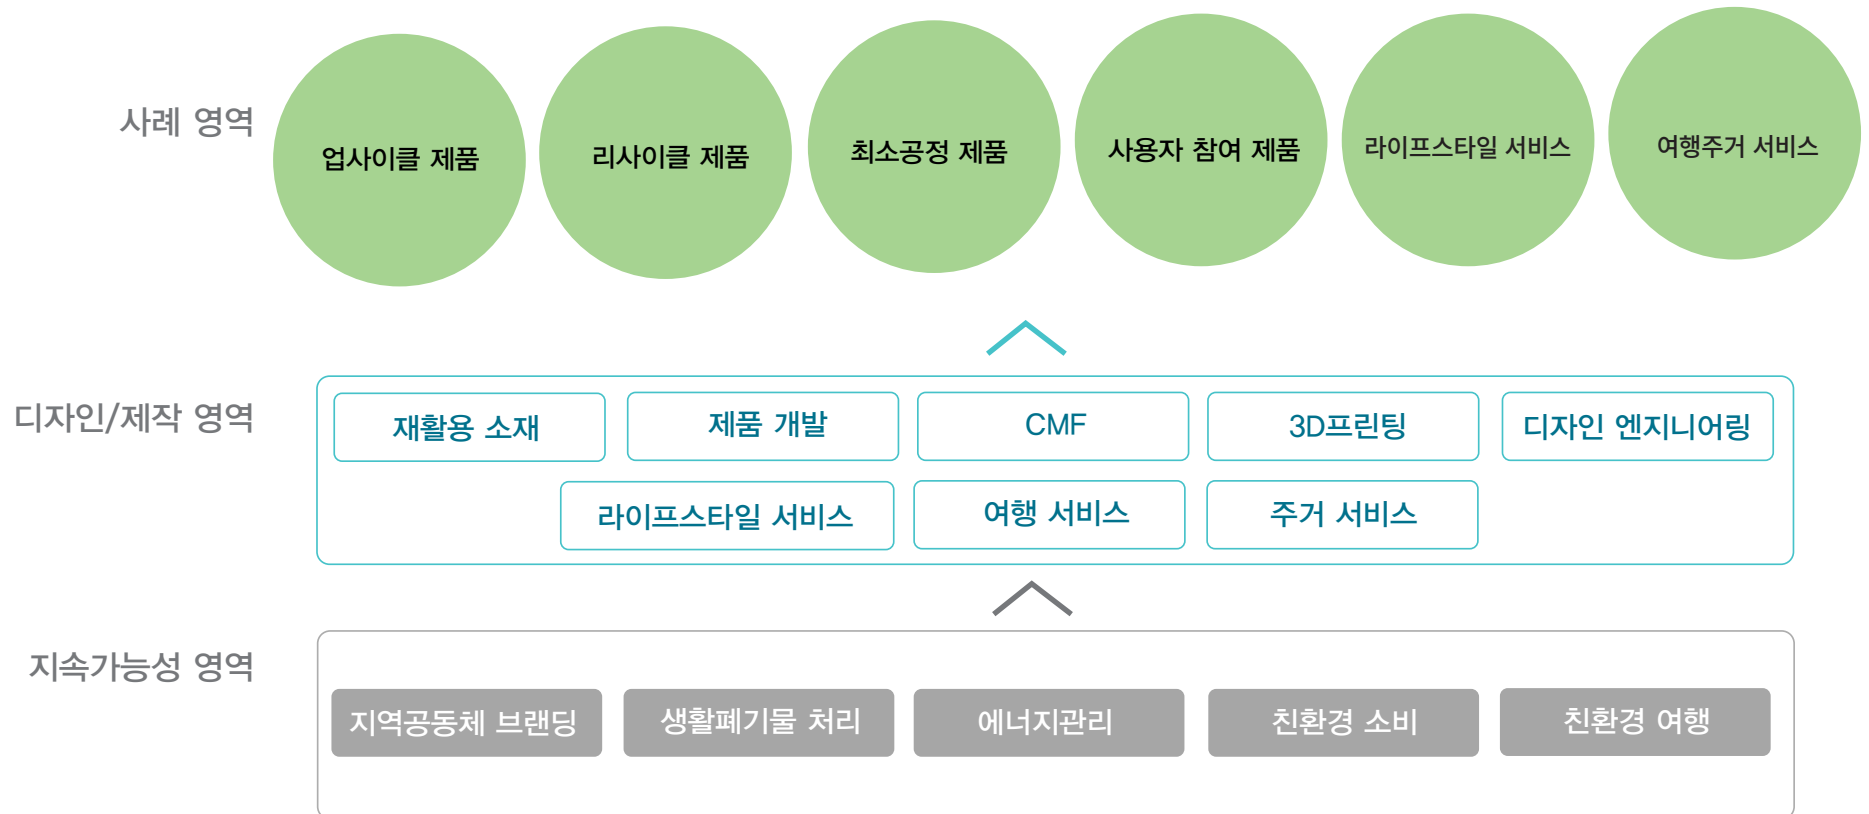 사례 영역
업사이클 제품
리사이클 제품
최소공정 제품
사용자 참여 제품
라이프스타일 서비스
여행주거 서비스
디자인/제작 영역
재활용 소재
제품 개발
CMF
3D프린팅
디자인 엔지니어링
라이프스타일 서비스
여행 서비스
주거 서비스
지속가능성 영역
지역공동체 브랜딩
생활폐기물 처리
에너지관리
친환경 소비
친환경 여행